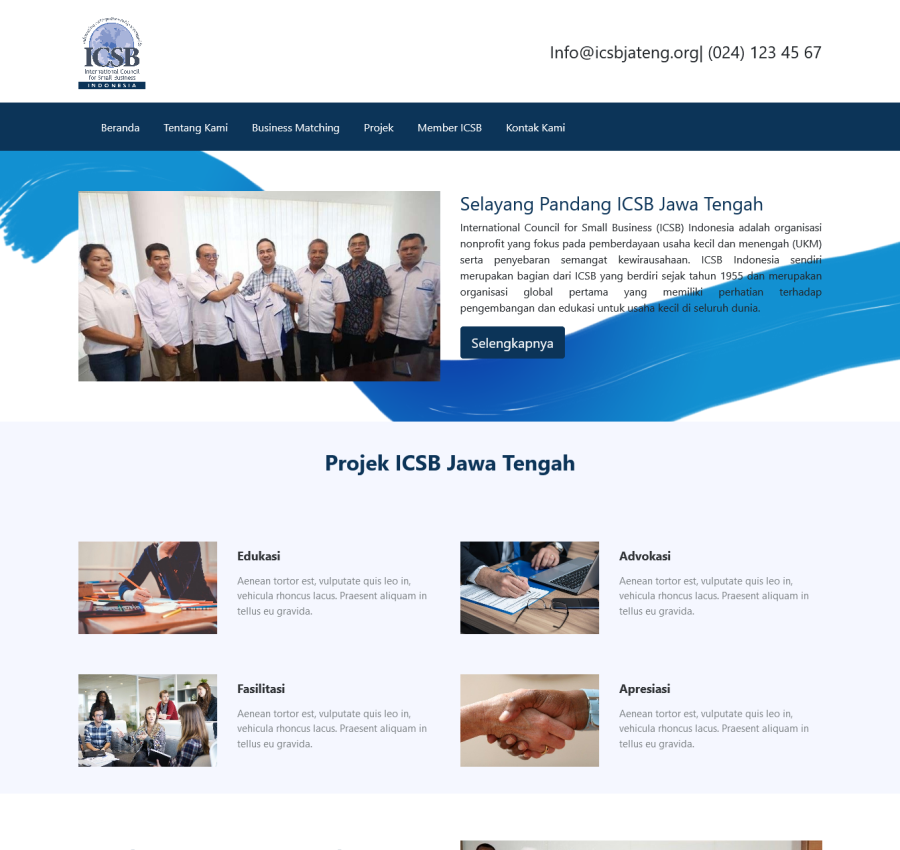 ICSB
International Council
for Small Business
INDONESIA
Info@icsbjateng.org| (024) 123 45 67
Beranda Tentang Kami Business Matching Projek Member ICSB Kontak Kami
Selayang Pandang ICSB Jawa Tengah
International Council for Small Business (ICSB) Indonesia adalah organisasi
nonprofit yang fokus pada pemberdayaan usaha kecil dan menengah (UKM)
serta penyebaran semangat kewirausahaan. ICSB Indonesia sendiri
merupakan bagian dari ICSB yang berdiri sejak tahun 1955 dan merupakan
organisasi global pertama yang memiliki perhatian terhadap
pengembangan dan edukasi untuk usaha kecil di seluruh dunia.
Selengkapnya
Projek ICSB Jawa Tengah
Edukasi
Aenean tortor est, vulputate quis leo in,
vehicula rhoncus lacus. Praesent aliquam in
tellus eu gravida.
Advokasi
Aenean tortor est, vulputate quis leo in,
vehicula rhoncus lacus. Praesent aliquam in
tellus eu gravida.
Fasilitasi
Aenean tortor est, vulputate quis leo in,
vehicula rhoncus lacus. Praesent aliquam in
tellus eu gravida.
Apresiasi
Aenean tortor est, vulputate quis leo in,
vehicula rhoncus lacus. Praesent aliquam in
tellus eu gravida.